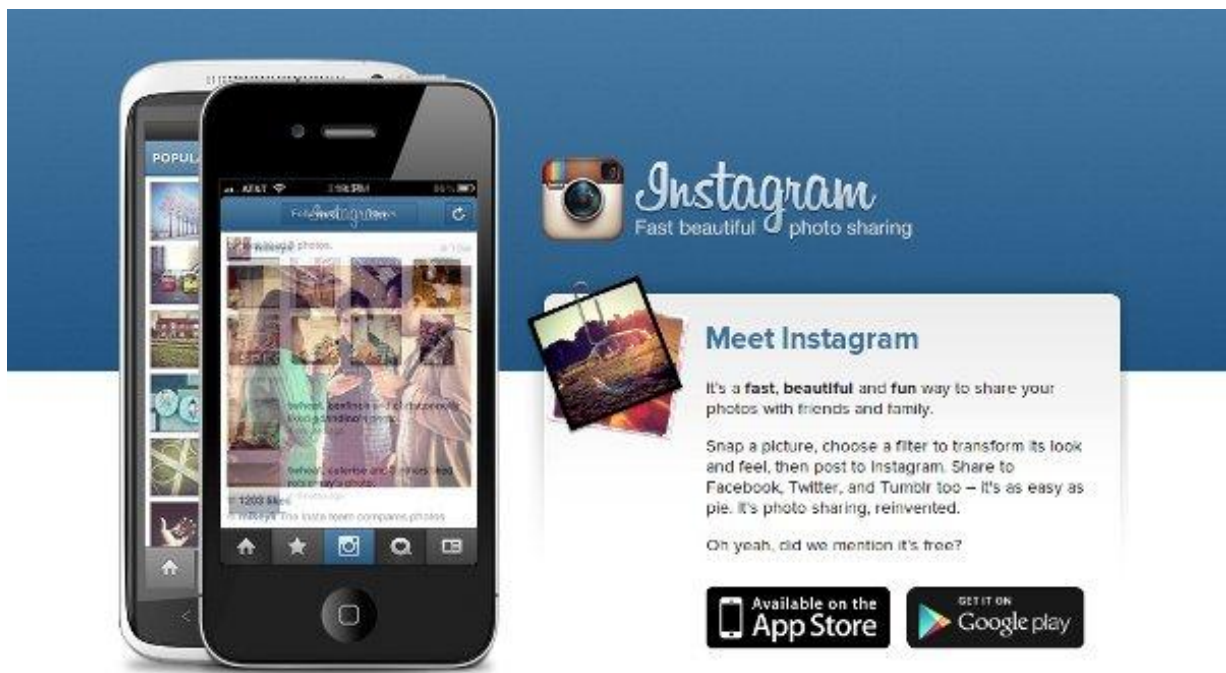 POPULA
AT&T
Instagram
1203 likes
Instagram
Fast beautiful photo sharing
Meet Instagram
It's a fast, beautiful and fun way to share your
photos with friends and family.
Snap a picture, choose a filter to transform its look
and feel, then post to Instagram. Share to
Facebook, Twitter, and Tumblr too – it's as easy as
pie. It's photo sharing, reinvented.
Oh yeah, did we mention it's free?
Available on the
App Store
GET IT ON
Google play